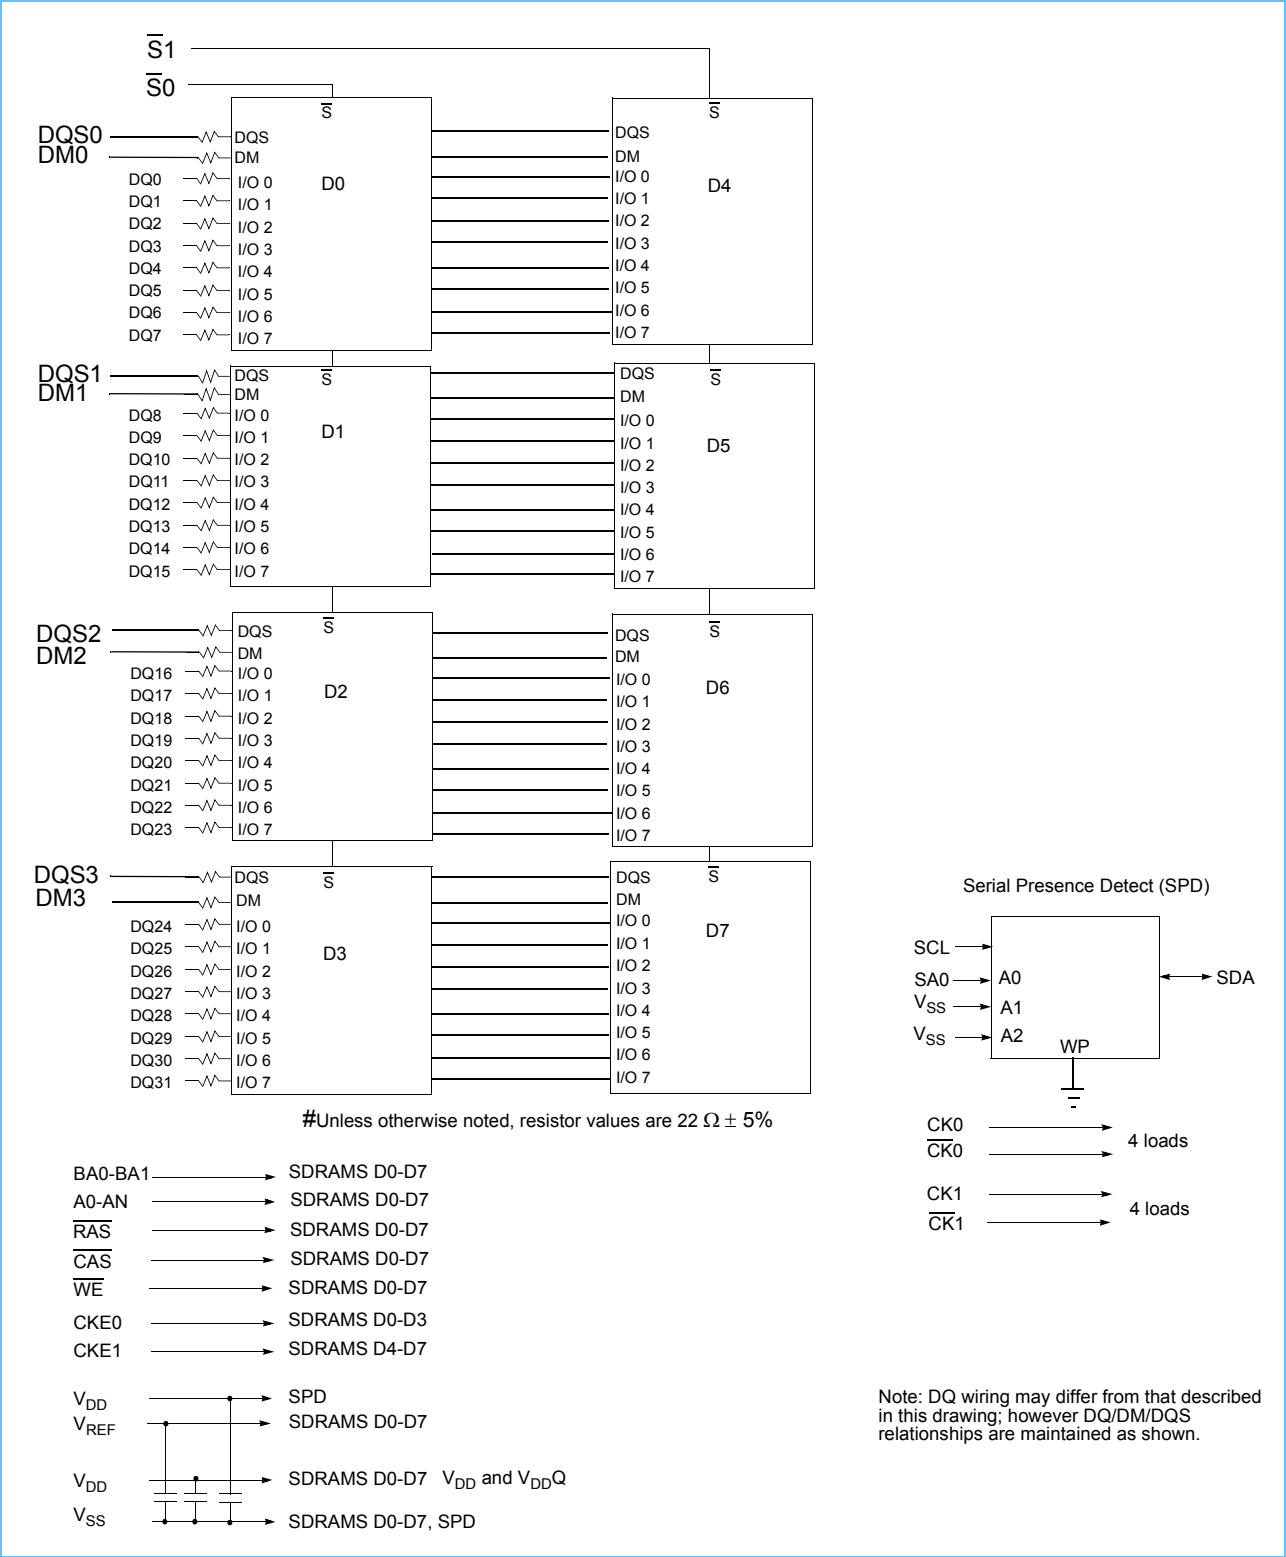 S̅1
S̅0
S̅
S̅
DQS0
DQS
DQS
DM0
DM
DM
D0
D4
DQ0
I/O 0
I/O 0
DQ1
I/O 1
I/O 1
DQ2
I/O 2
I/O 2
DQ3
I/O 3
I/O 3
DQ4
I/O 4
I/O 4
DQ5
I/O 5
I/O 5
DQ6
I/O 6
I/O 6
DQ7
I/O 7
I/O 7
S̅
S̅
DQS1
DQS
DQS
DM1
DM
DM
D1
D5
DQ8
I/O 0
I/O 0
DQ9
I/O 1
I/O 1
DQ10
I/O 2
I/O 2
DQ11
I/O 3
I/O 3
DQ12
I/O 4
I/O 4
DQ13
I/O 5
I/O 5
DQ14
I/O 6
I/O 6
DQ15
I/O 7
I/O 7
S̅
S̅
DQS2
DQS
DQS
DM2
DM
DM
D2
D6
DQ16
I/O 0
I/O 0
DQ17
I/O 1
I/O 1
DQ18
I/O 2
I/O 2
DQ19
I/O 3
I/O 3
DQ20
I/O 4
I/O 4
DQ21
I/O 5
I/O 5
DQ22
I/O 6
I/O 6
DQ23
I/O 7
I/O 7
S̅
S̅
DQS3
DQS
DQS
DM3
DM
DM
D3
D7
DQ24
I/O 0
I/O 0
DQ25
I/O 1
I/O 1
DQ26
I/O 2
I/O 2
DQ27
I/O 3
I/O 3
DQ28
I/O 4
I/O 4
DQ29
I/O 5
I/O 5
DQ30
I/O 6
I/O 6
DQ31
I/O 7
I/O 7
#Unless otherwise noted, resistor values are 22 Ω ± 5%
Serial Presence Detect (SPD)
SCL
SA0
A0
SDA
VSS
A1
VSS
A2
WP
CK0
C̅K̅0
4 loads
CK1
C̅K̅1
4 loads
BA0-BA1
SDRAMS D0-D7
A0-AN
SDRAMS D0-D7
R̅A̅S̅
SDRAMS D0-D7
C̅A̅S̅
SDRAMS D0-D7
W̅E̅
SDRAMS D0-D7
CKE0
SDRAMS D0-D3
CKE1
SDRAMS D4-D7
VDD
SPD
VREF
SDRAMS D0-D7
VDD
SDRAMS D0-D7 VDD and VDDQ
VSS
SDRAMS D0-D7, SPD
Note: DQ wiring may differ from that described
in this drawing; however DQ/DM/DQS
relationships are maintained as shown.